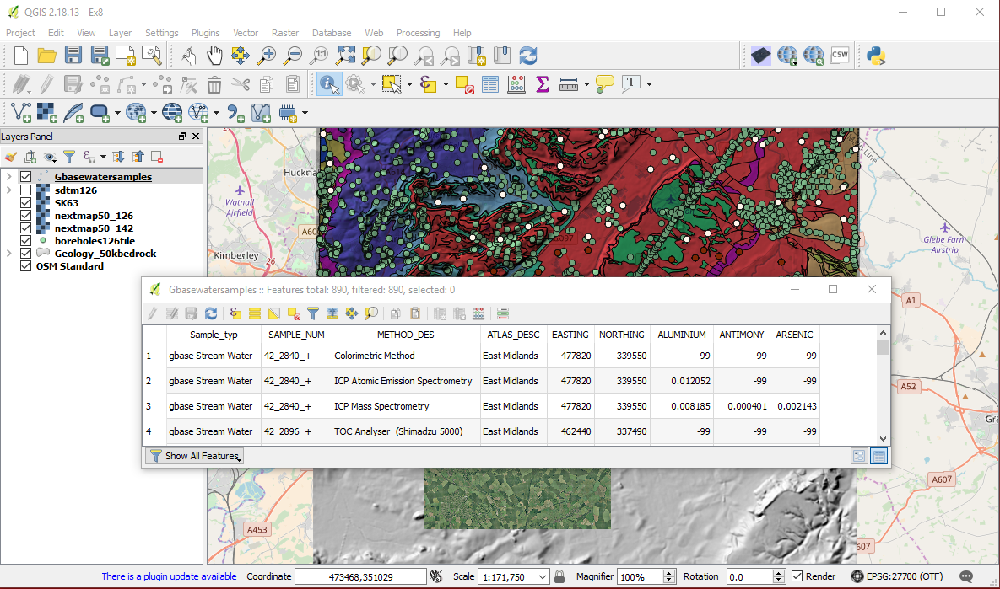 QGIS 2.18.13 - Ex8
Project Edit View Layer Settings Plugins Vector Raster Database Web Processing Help
1:1
CSW
T
Layers Panel
Gbasewatersamples
sdtm126
SK63
nextmap50_126
nextmap50_142
boreholes126tile
Geology_50kbedrock
OSM Standard
Watnall
Airfield
Kimberley
Line
Glebe Farm
Airstrip
A1
A52
A607
A453
Gbasewatersamples :: Features total: 890, filtered: 890, selected: 0
Sample_typ SAMPLE_NUM METHOD_DES ATLAS_DESC EASTING NORTHING ALUMINIUM ANTIMONY ARSENIC
1 gbase Stream Water 42_2840_+ Colorimetric Method East Midlands 477820 339550 -99 -99 -99
2 gbase Stream Water 42_2840_+ ICP Atomic Emission Spectrometry East Midlands 477820 339550 0.012052 -99 -99
3 gbase Stream Water 42_2840_+ ICP Mass Spectrometry East Midlands 477820 339550 0.008185 0.000401 0.002143
4 gbase Stream Water 42_2896_+ TOC Analyser (Shimadzu 5000) East Midlands 462440 337490 -99 -99 -99
Show All Features
There is a plugin update available Coordinate 473468,351029 Scale 1:171,750 Magnifier 100% Rotation 0.0 Render EPSG:27700 (OTF)